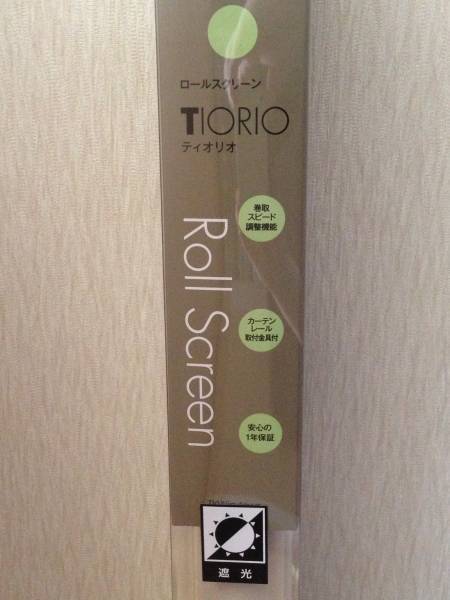 ロールスクリーン
TIORIO
ティオリオ
巻取
スピード
調整機能
Roll Screen
カーテン
レール
取付金具付
安心の
1年保証
遮光